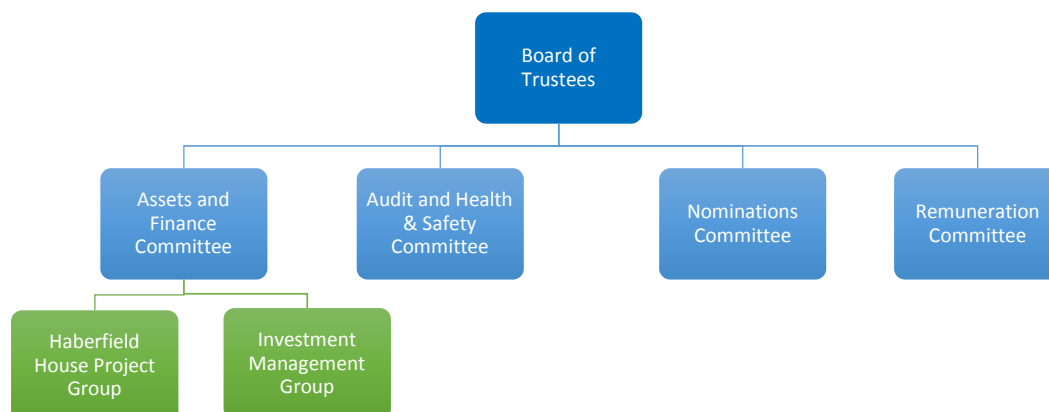 Board of
Trustees
Assets and
Finance
Committee
Audit and Health
& Safety
Committee
Nominations
Committee
Remuneration
Committee
Haberfield
House Project
Group
Investment
Management
Group